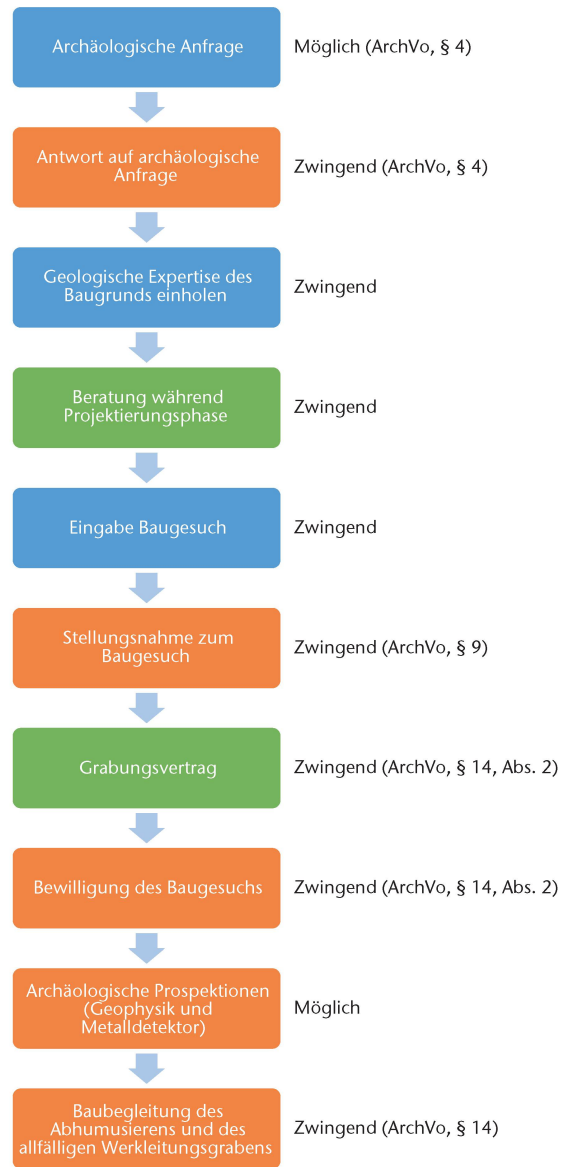 Archäologische Anfrage
Möglich (ArchVo, § 4)
Antwort auf archäologische
Anfrage
Zwingend (ArchVo, § 4)
Geologische Expertise des
Baugrunds einholen
Zwingend
Beratung während
Projektierungsphase
Zwingend
Eingabe Baugesuch
Zwingend
Stellungsnahme zum
Baugesuch
Zwingend (ArchVo, § 9)
Grabungsvertrag
Zwingend (ArchVo, § 14, Abs. 2)
Bewilligung des Baugesuchs
Zwingend (ArchVo, § 14, Abs. 2)
Archäologische Prospektionen
(Geophysik und
Metalldetektor)
Möglich
Baubegleitung des
Abhumusierens und des
allfälligen Werkleitungsgrabens
Zwingend (ArchVo, § 14)